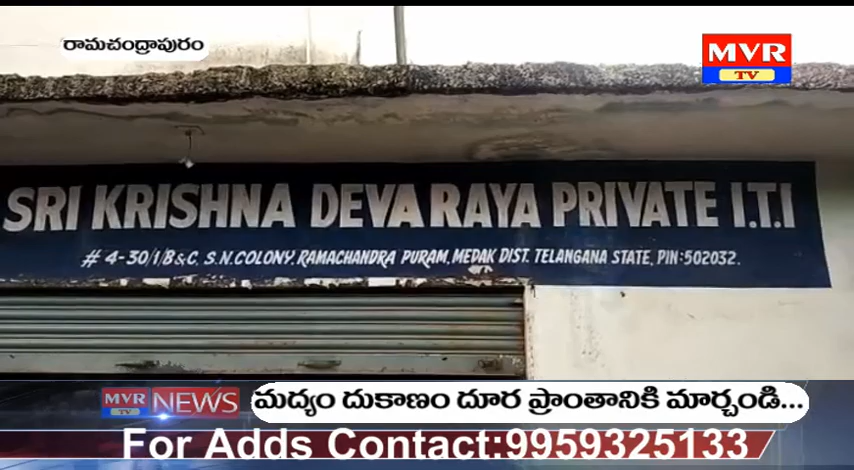 రామచంద్రాపురం
MVR
TV
SRI KRISHNA DEVA RAYA PRIVATE I.T.I
# 4-30/1/B&C. S.N.COLONY, RAMACHANDRA PURAM, MEDAK DIST. TELANGANA STATE, PIN:502032.
MVR TV NEWS మద్యం దుకాణం దూర ప్రాంతానికి మార్చండి...
For Adds Contact:9959325133